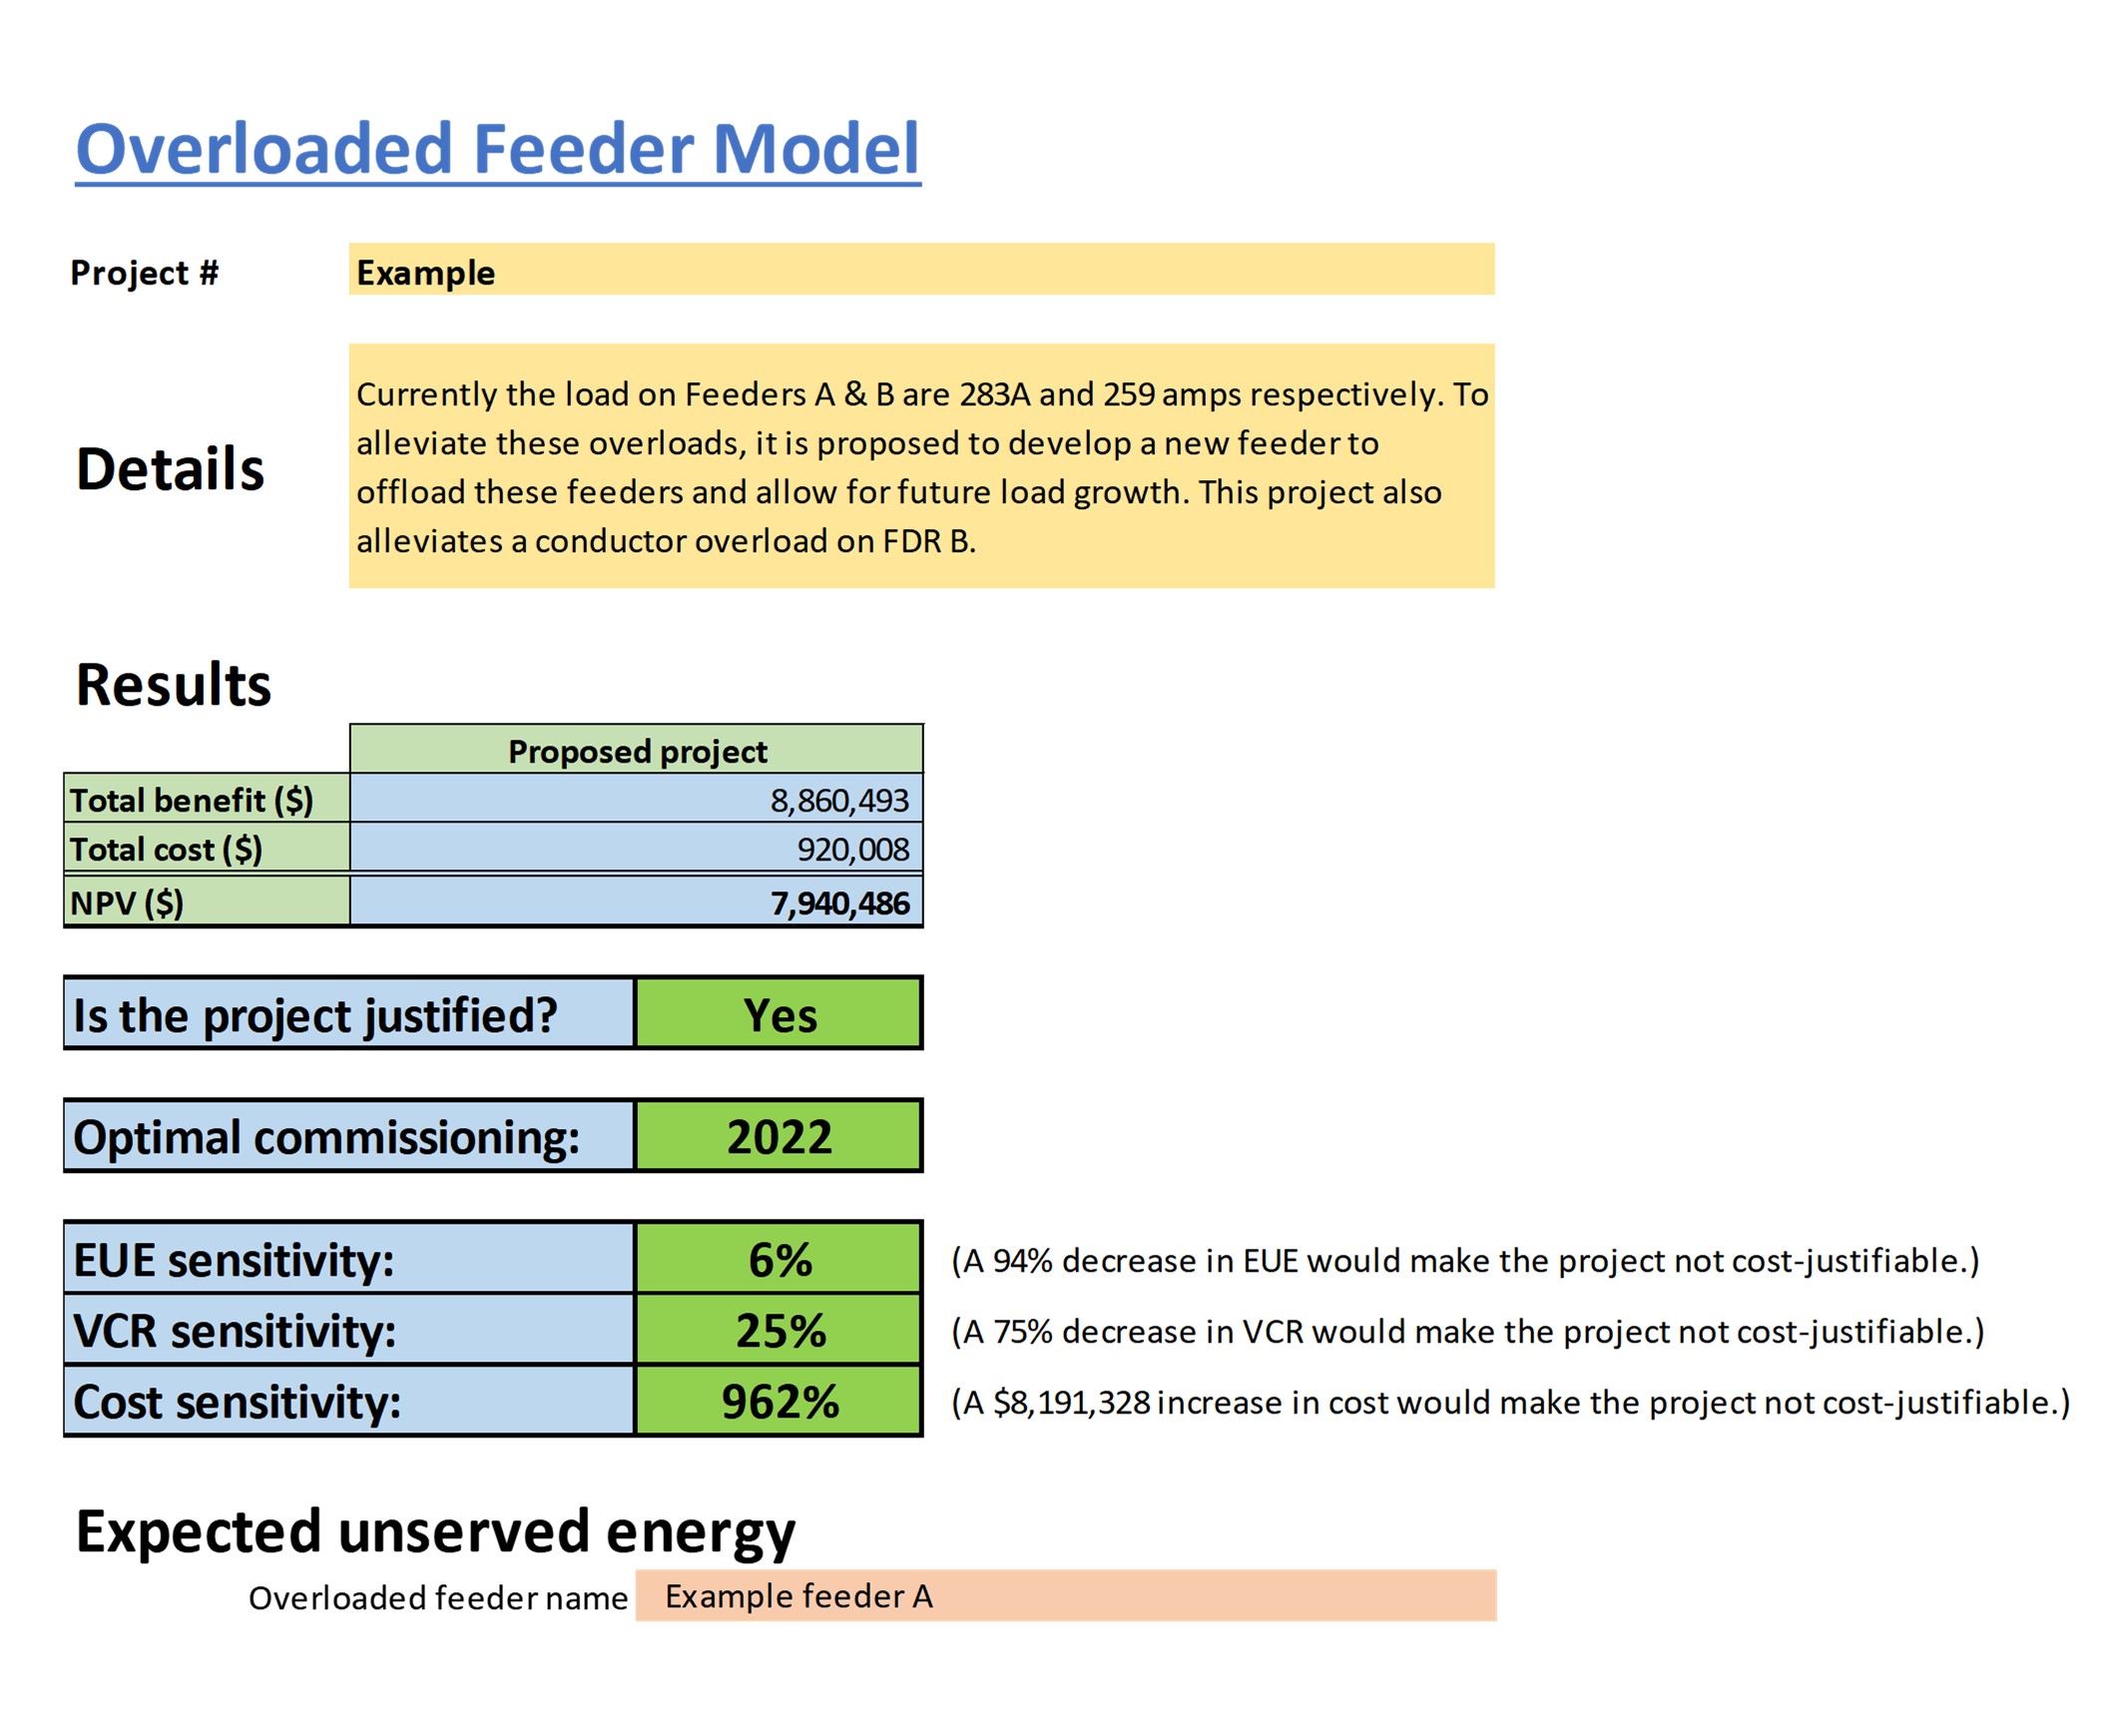 Overloaded Feeder Model
Project # Example
Details
Currently the load on Feeders A & B are 283A and 259 amps respectively. To
alleviate these overloads, it is proposed to develop a new feeder to
offload these feeders and allow for future load growth. This project also
alleviates a conductor overload on FDR B.
Results
Proposed project
Total benefit ($) 8,860,493
Total cost ($) 920,008
NPV ($) 7,940,486
Is the project justified? Yes
Optimal commissioning: 2022
EUE sensitivity: 6% (A 94% decrease in EUE would make the project not cost-justifiable.)
VCR sensitivity: 25% (A 75% decrease in VCR would make the project not cost-justifiable.)
Cost sensitivity: 962% (A $8,191,328 increase in cost would make the project not cost-justifiable.)
Expected unserved energy
Overloaded feeder name Example feeder A